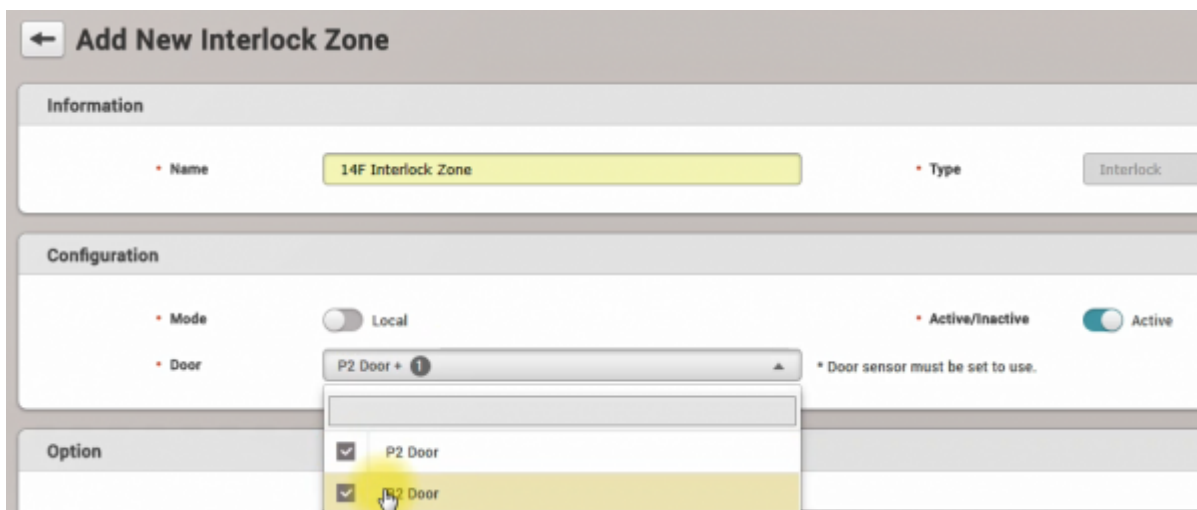 Add New Interlock Zone
Information
• Name 14F Interlock Zone • Type Interlock
Configuration
• Mode Local • Active/Inactive Active
• Door P2 Door + 1 * Door sensor must be set to use.
P2 Door
Option
Door